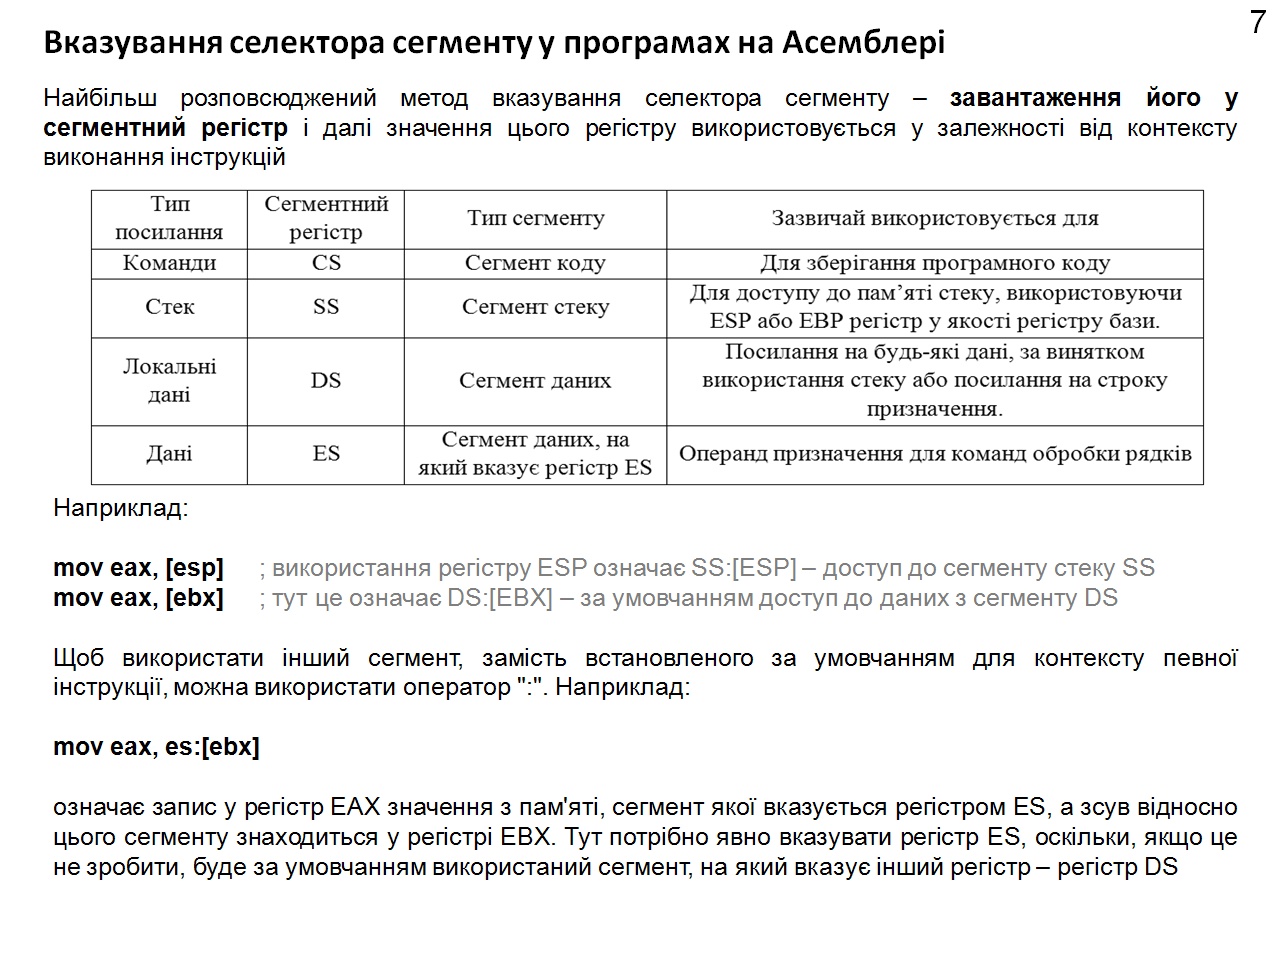 7
Вказування селектора сегменту у програмах на Асемблері
Найбільш розповсюджений метод вказування селектора сегменту – завантаження його у
сегментний регістр і далі значення цього регістру використовується у залежності від контексту
виконання інструкцій
Тип посилання | Сегментний регістр | Тип сегменту | Зазвичай використовується для
Команди | CS | Сегмент коду | Для зберігання програмного коду
Стек | SS | Сегмент стеку | Для доступу до пам’яті стеку, використовуючи ESP або EBP регістр у якості регістру бази.
Локальні дані | DS | Сегмент даних | Посилання на будь-які дані, за винятком використання стеку або посилання на строку призначення.
Дані | ES | Сегмент даних, на який вказує регістр ES | Операнд призначення для команд обробки рядків
Наприклад:
mov eax, [esp] ; використання регістру ESP означає SS:[ESP] – доступ до сегменту стеку SS
mov eax, [ebx] ; тут це означає DS:[EBX] – за умовчанням доступ до даних з сегменту DS
Щоб використати інший сегмент, замість встановленого за умовчанням для контексту певної
інструкції, можна використати оператор ":". Наприклад:
mov eax, es:[ebx]
означає запис у регістр EAX значення з пам'яті, сегмент якої вказується регістром ES, а зсув відносно
цього сегменту знаходиться у регістрі EBX. Тут потрібно явно вказувати регістр ES, оскільки, якщо це
не зробити, буде за умовчанням використаний сегмент, на який вказує інший регістр – регістр DS